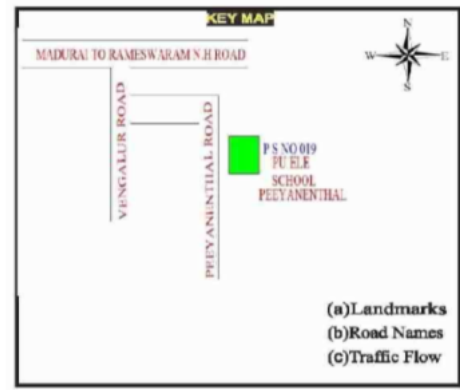 KEY MAP
N
W E
S
MADURAI TO RAMESWARAM N.H ROAD
VENGALUR ROAD
PEEYANENTHAL ROAD
P S NO 019
PU ELE
SCHOOL
PEEYANENTHAL
(a)Landmarks
(b)Road Names
(c)Traffic Flow